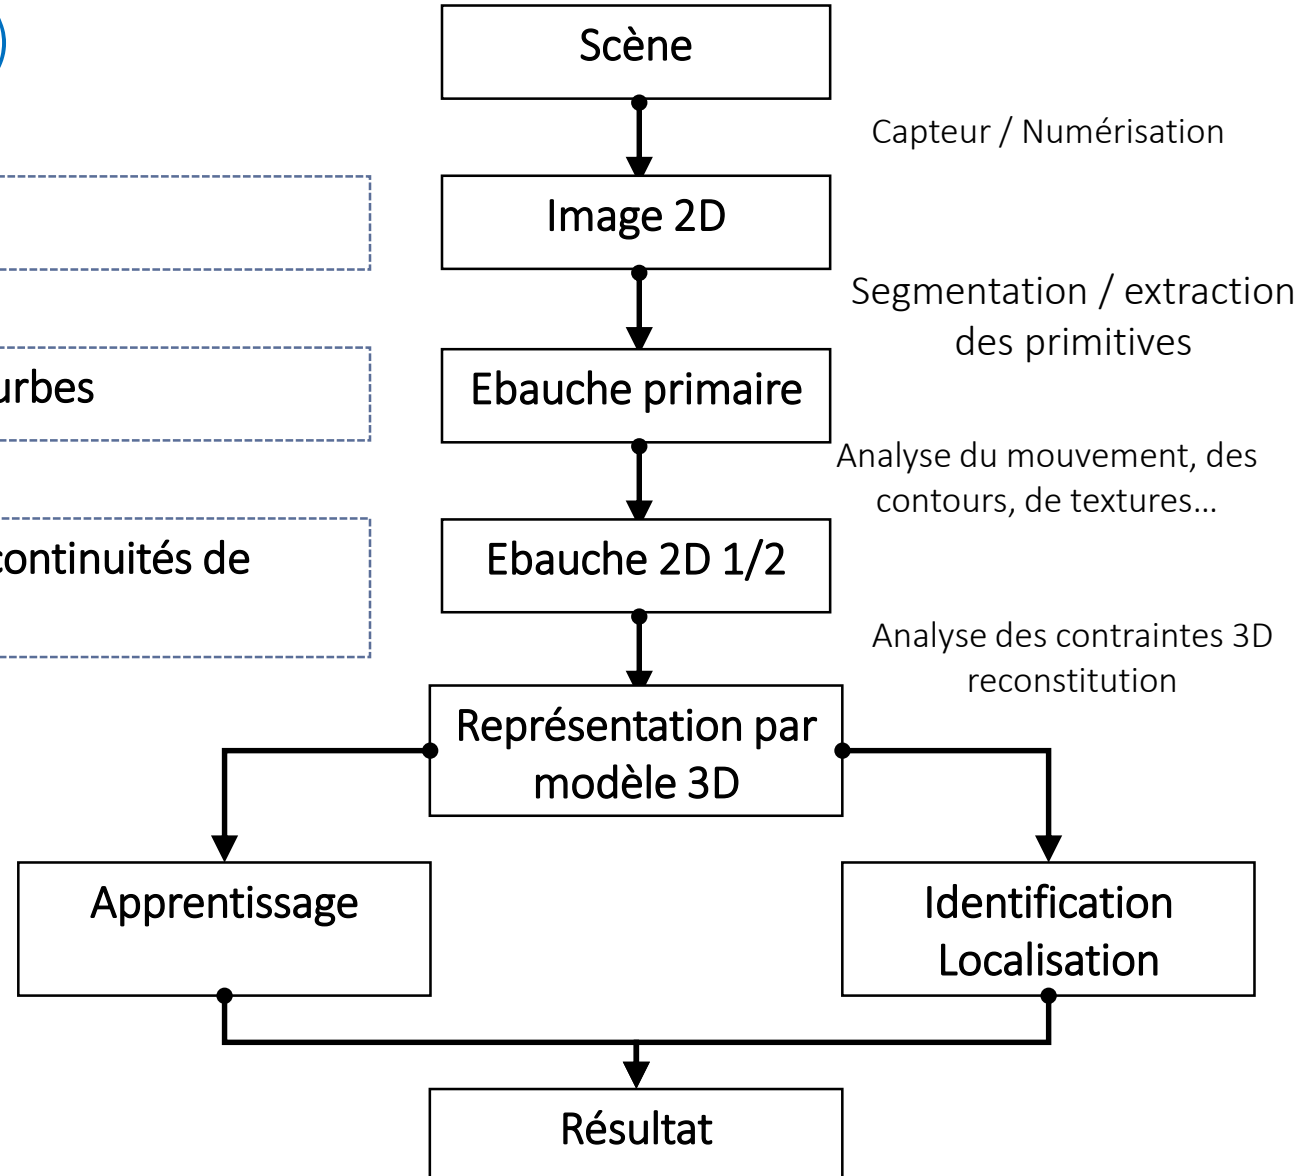 Scène
Capteur / Numérisation
Image 2D
Segmentation / extraction
des primitives
Ebauche primaire
urbes
Analyse du mouvement, des
contours, de textures...
Ebauche 2D 1/2
continuités de
Analyse des contraintes 3D
reconstitution
Représentation par
modèle 3D
Apprentissage
Identification
Localisation
Résultat